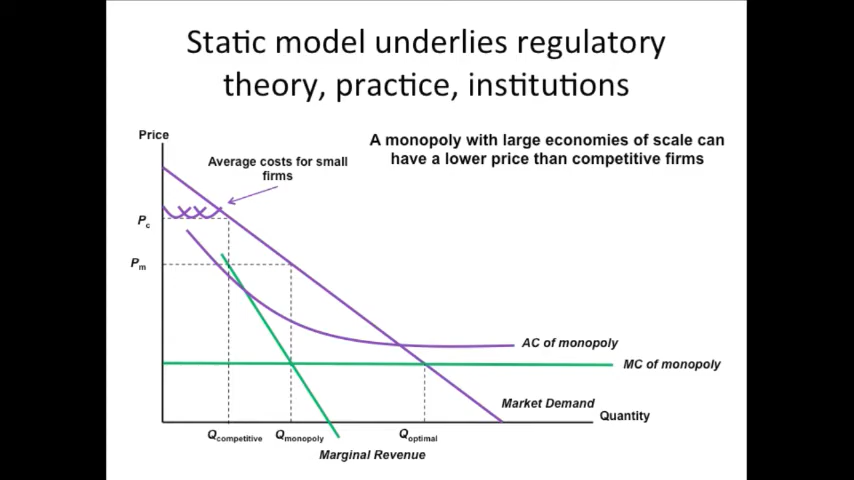 Static model underlies regulatory
theory, practice, institutions
Price
A monopoly with large economies of scale can
have a lower price than competitive firms
Average costs for small
firms
Pc
Pm
AC of monopoly
MC of monopoly
Market Demand
Quantity
Qcompetitive
Qmonopoly
Qoptimal
Marginal Revenue